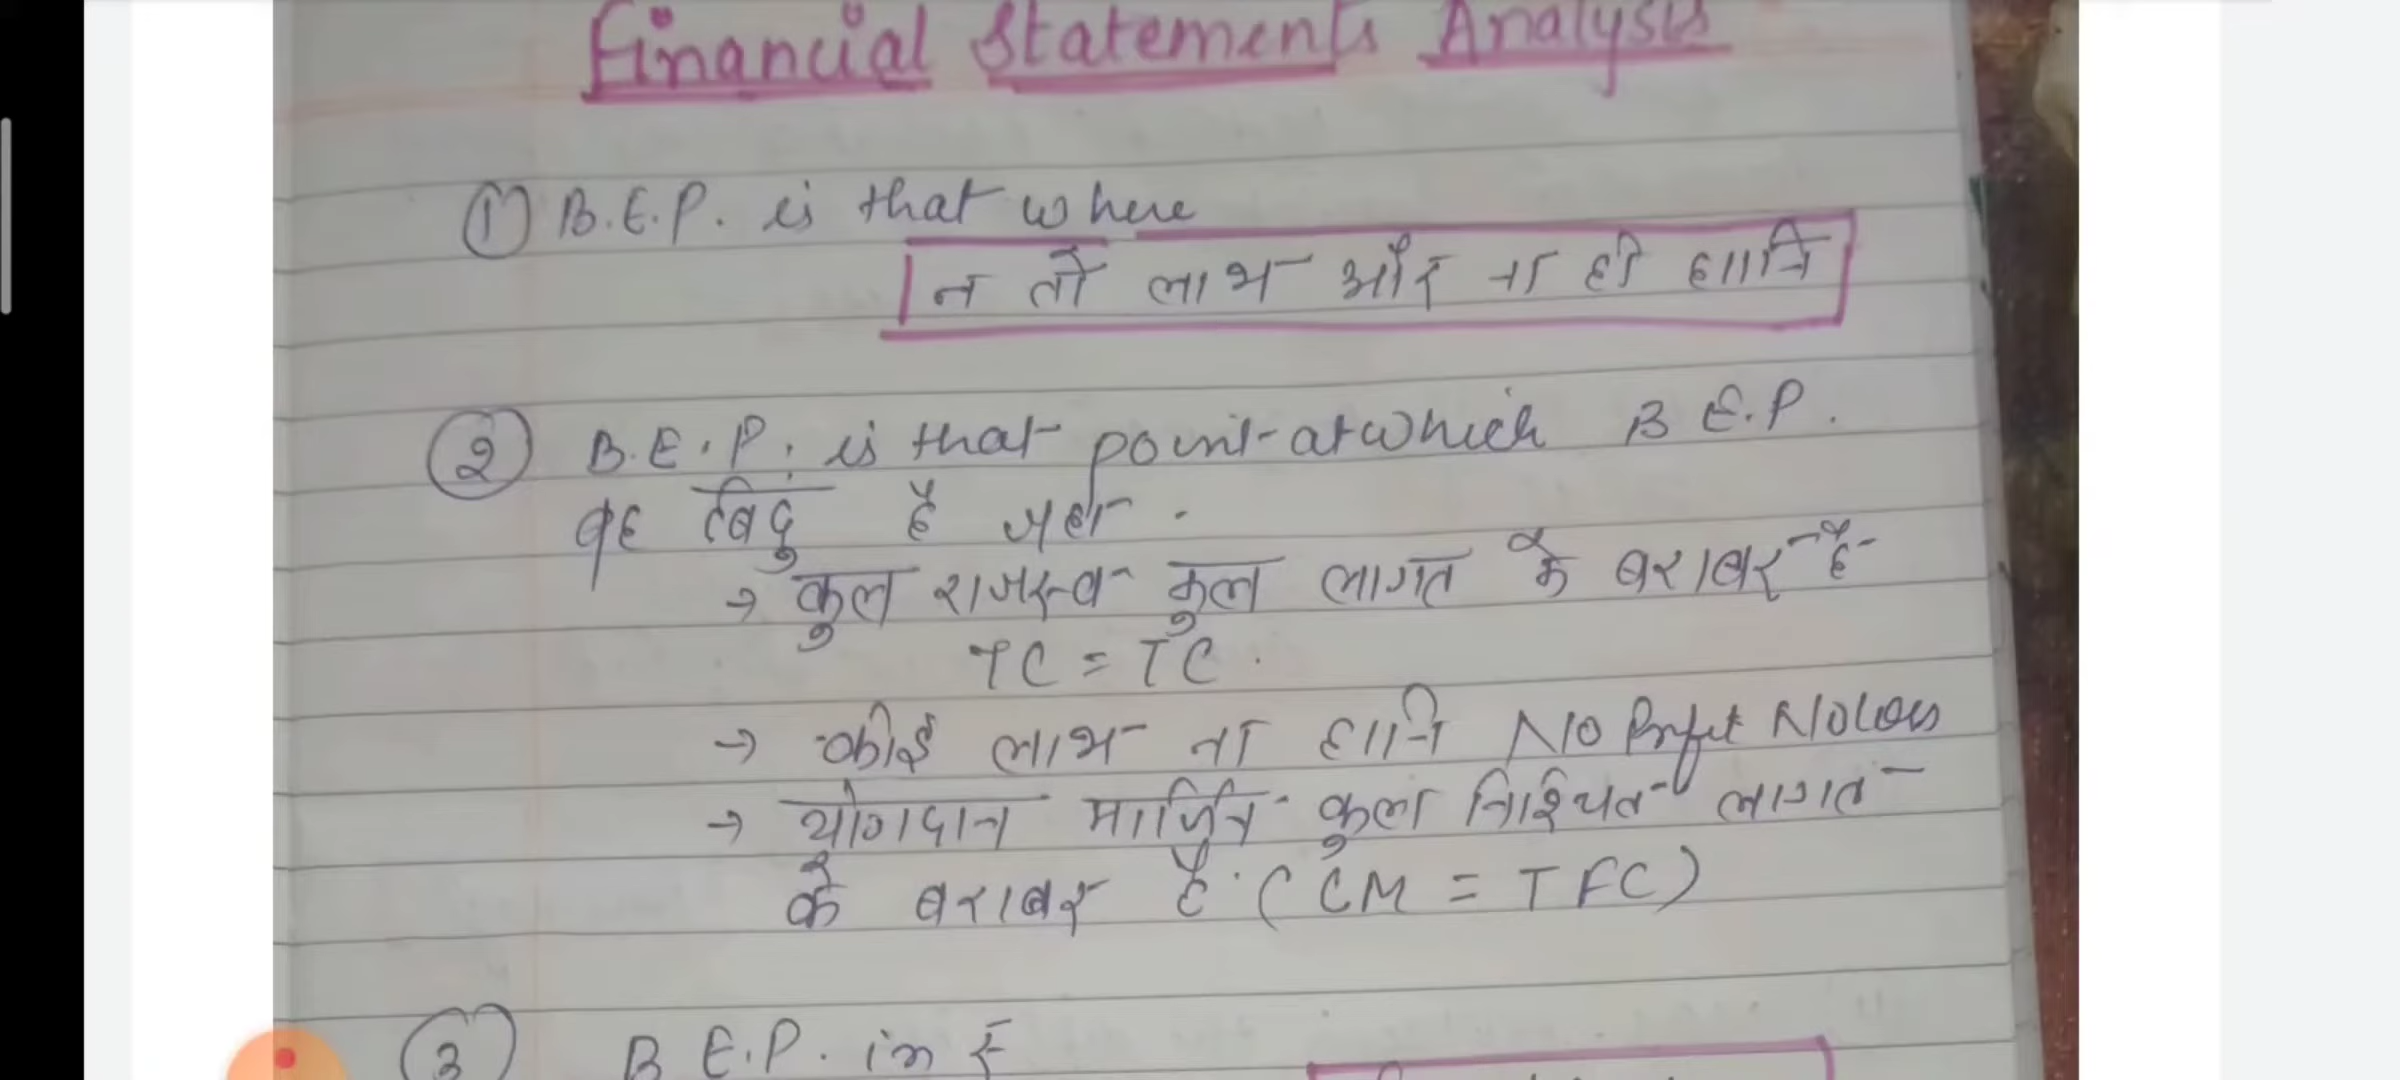 Financial Statements Analysis
① B.E.P. is that where
न तो लाभ और ना ही हानि
② B.E.P. is that point at which B.E.P.
वह बिंदु है जहां
→ कुल राजस्व कुल लागत के बराबर है
TC = TC
→ कोई लाभ ना हानि No Profit No Loss
→ योगदान मार्जिन कुल निश्चित लागत
के बराबर है (CM = TFC)
③ B.E.P. in ₹